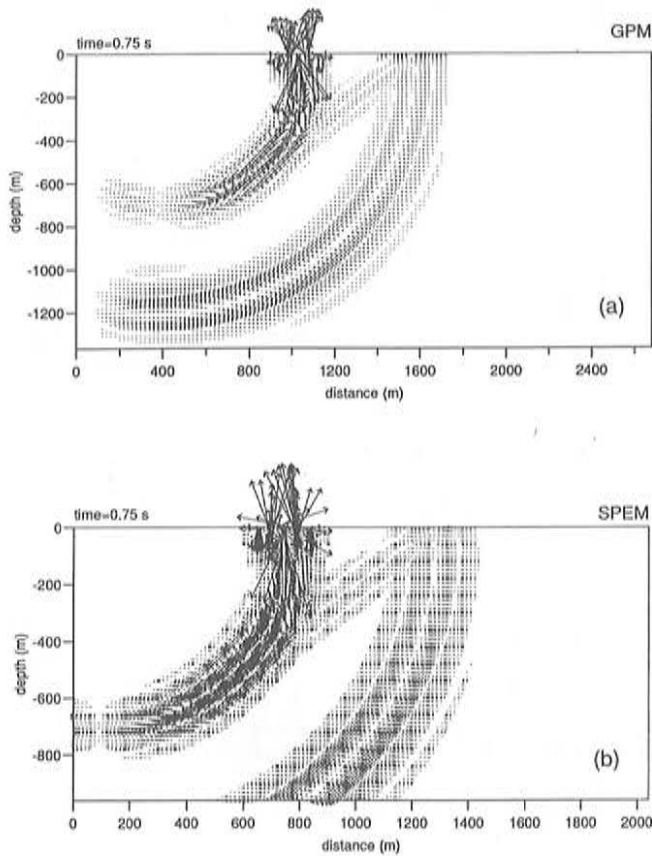 time=0.75 s
GPM
0
-200
-400
-600
-800
-1000
-1200
depth (m)
(a)
0 400 800 1200 1600 2000 2400
distance (m)
time=0.75 s
SPEM
0
-200
-400
-600
-800
depth (m)
(b)
0 200 400 600 800 1000 1200 1400 1600 1800 2000
distance (m)